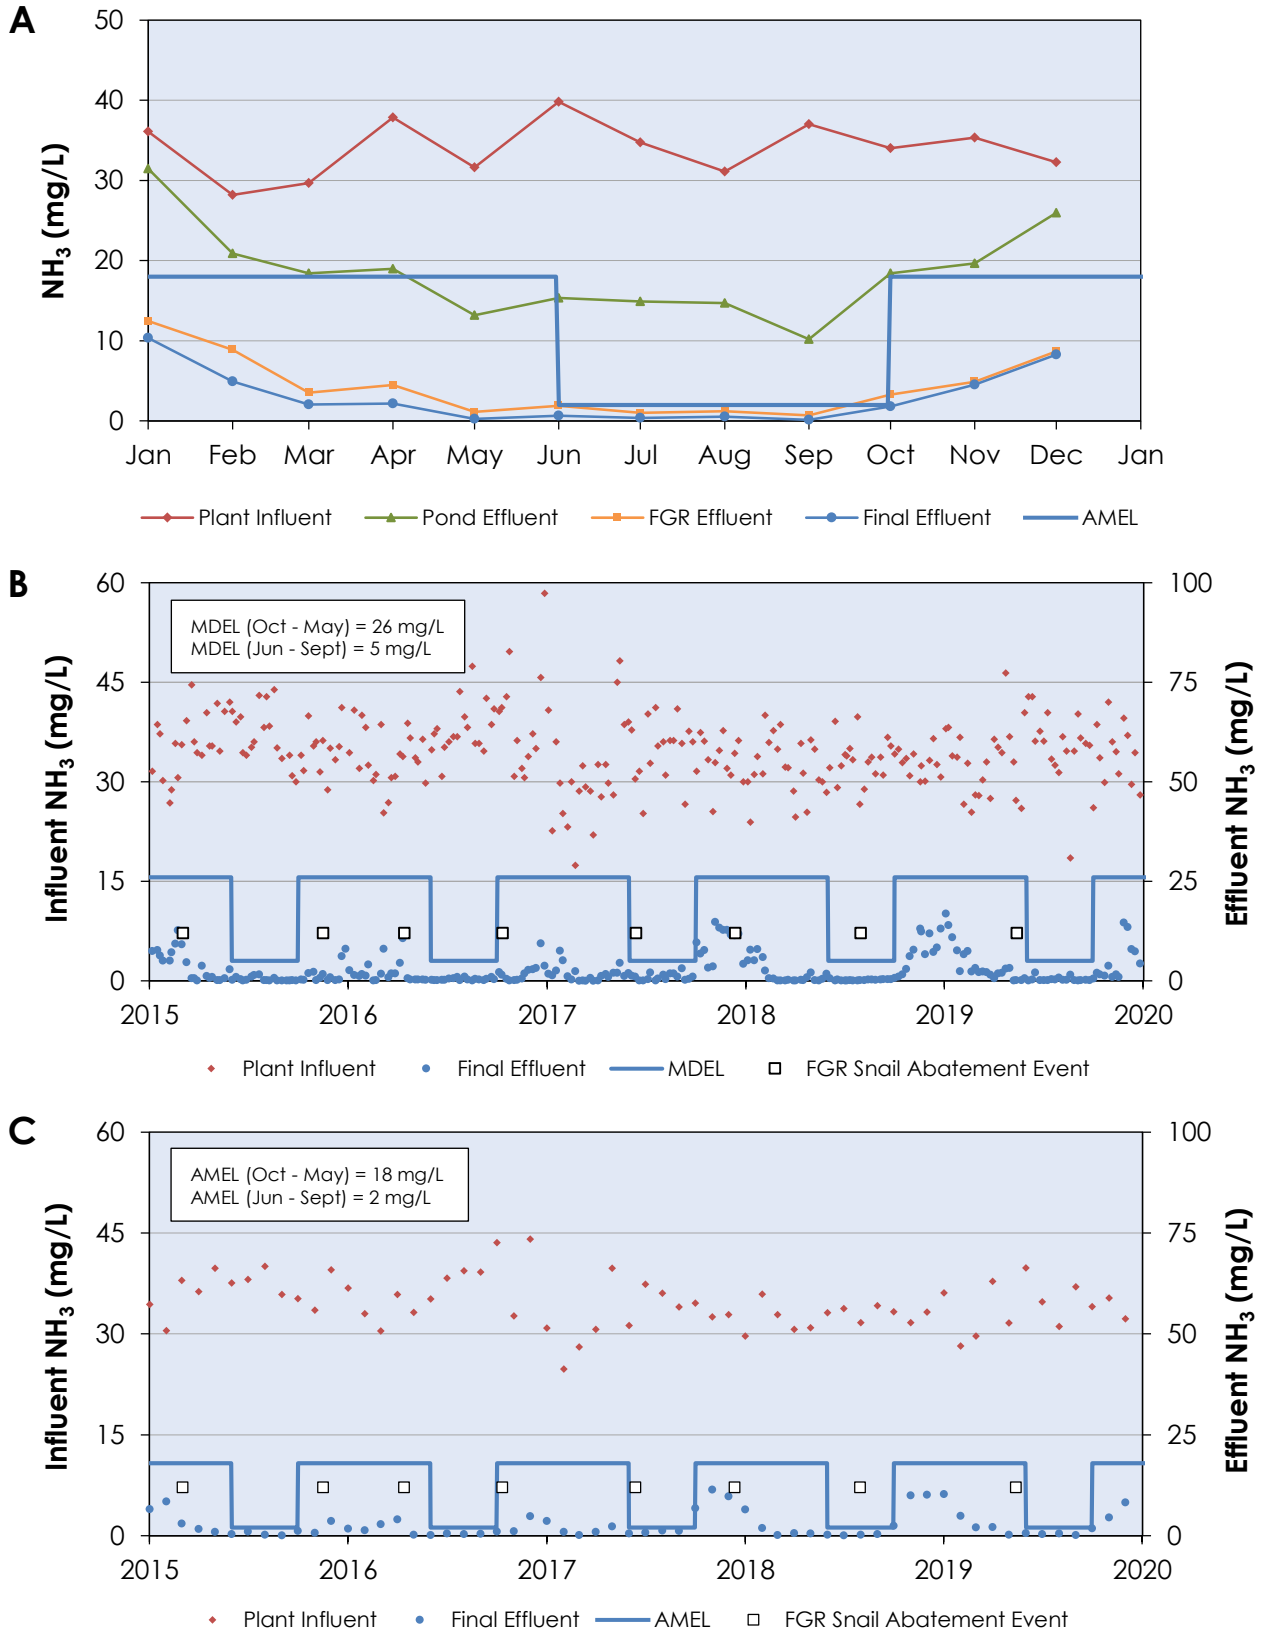 A
50
40
30
20
10
0
NH3 (mg/L)
Jan Feb Mar Apr May Jun Jul Aug Sep Oct Nov Dec Jan
Plant Influent Pond Effluent FGR Effluent Final Effluent AMEL
B
60
45
30
15
0
Influent NH3 (mg/L)
MDEL (Oct - May) = 26 mg/L
MDEL (Jun - Sept) = 5 mg/L
100
75
50
25
0
Effluent NH3 (mg/L)
2015 2016 2017 2018 2019 2020
Plant Influent Final Effluent MDEL FGR Snail Abatement Event
C
60
45
30
15
0
Influent NH3 (mg/L)
AMEL (Oct - May) = 18 mg/L
AMEL (Jun - Sept) = 2 mg/L
100
75
50
25
0
Effluent NH3 (mg/L)
2015 2016 2017 2018 2019 2020
Plant Influent Final Effluent AMEL FGR Snail Abatement Event